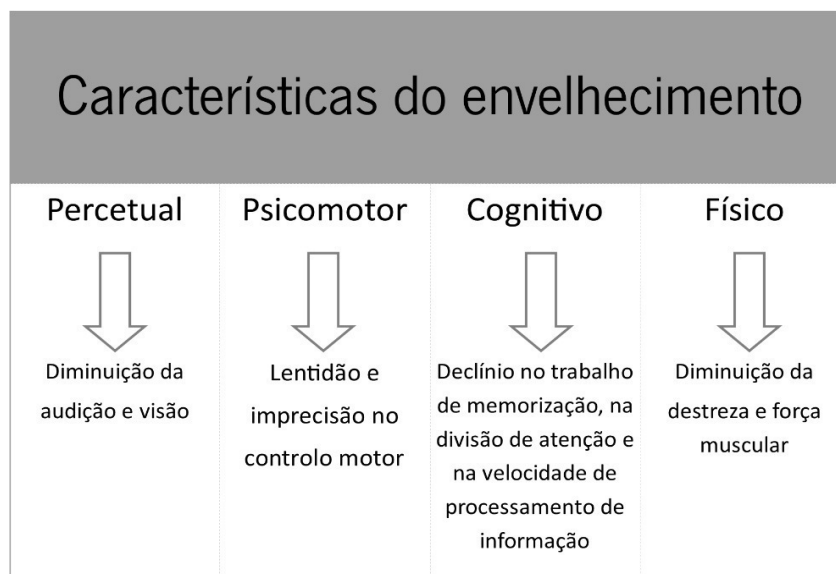 Características do envelhecimento
Percetual
Diminuição da
audição e visão
Psicomotor
Lentidão e
imprecisão no
controlo motor
Cognitivo
Declínio no trabalho
de memorização, na
divisão de atenção e
na velocidade de
processamento de
informação
Físico
Diminuição da
destreza e força
muscular